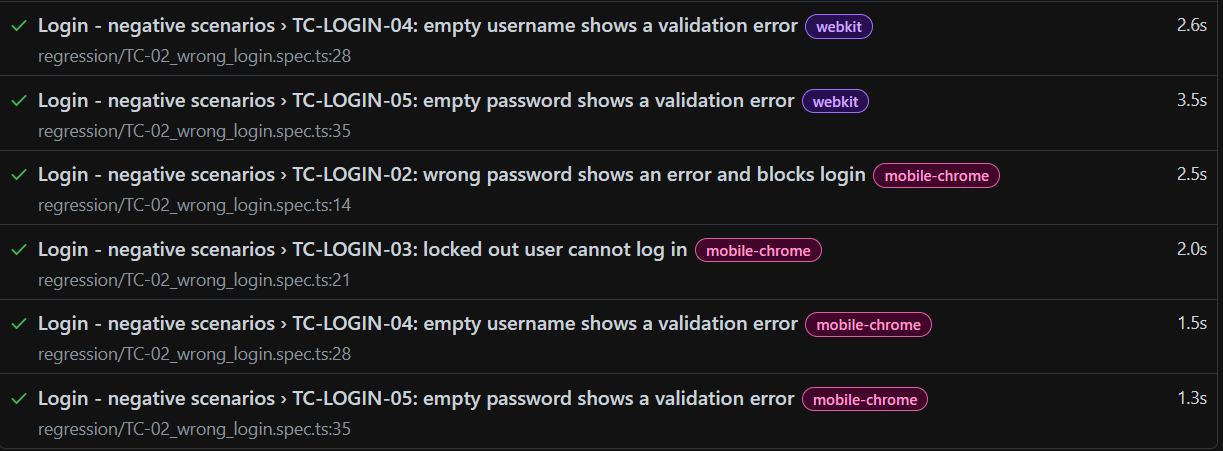 Login - negative scenarios › TC-LOGIN-04: empty username shows a validation error webkit 2.6s
regression/TC-02_wrong_login.spec.ts:28
Login - negative scenarios › TC-LOGIN-05: empty password shows a validation error webkit 3.5s
regression/TC-02_wrong_login.spec.ts:35
Login - negative scenarios › TC-LOGIN-02: wrong password shows an error and blocks login mobile-chrome 2.5s
regression/TC-02_wrong_login.spec.ts:14
Login - negative scenarios › TC-LOGIN-03: locked out user cannot log in mobile-chrome 2.0s
regression/TC-02_wrong_login.spec.ts:21
Login - negative scenarios › TC-LOGIN-04: empty username shows a validation error mobile-chrome 1.5s
regression/TC-02_wrong_login.spec.ts:28
Login - negative scenarios › TC-LOGIN-05: empty password shows a validation error mobile-chrome 1.3s
regression/TC-02_wrong_login.spec.ts:35